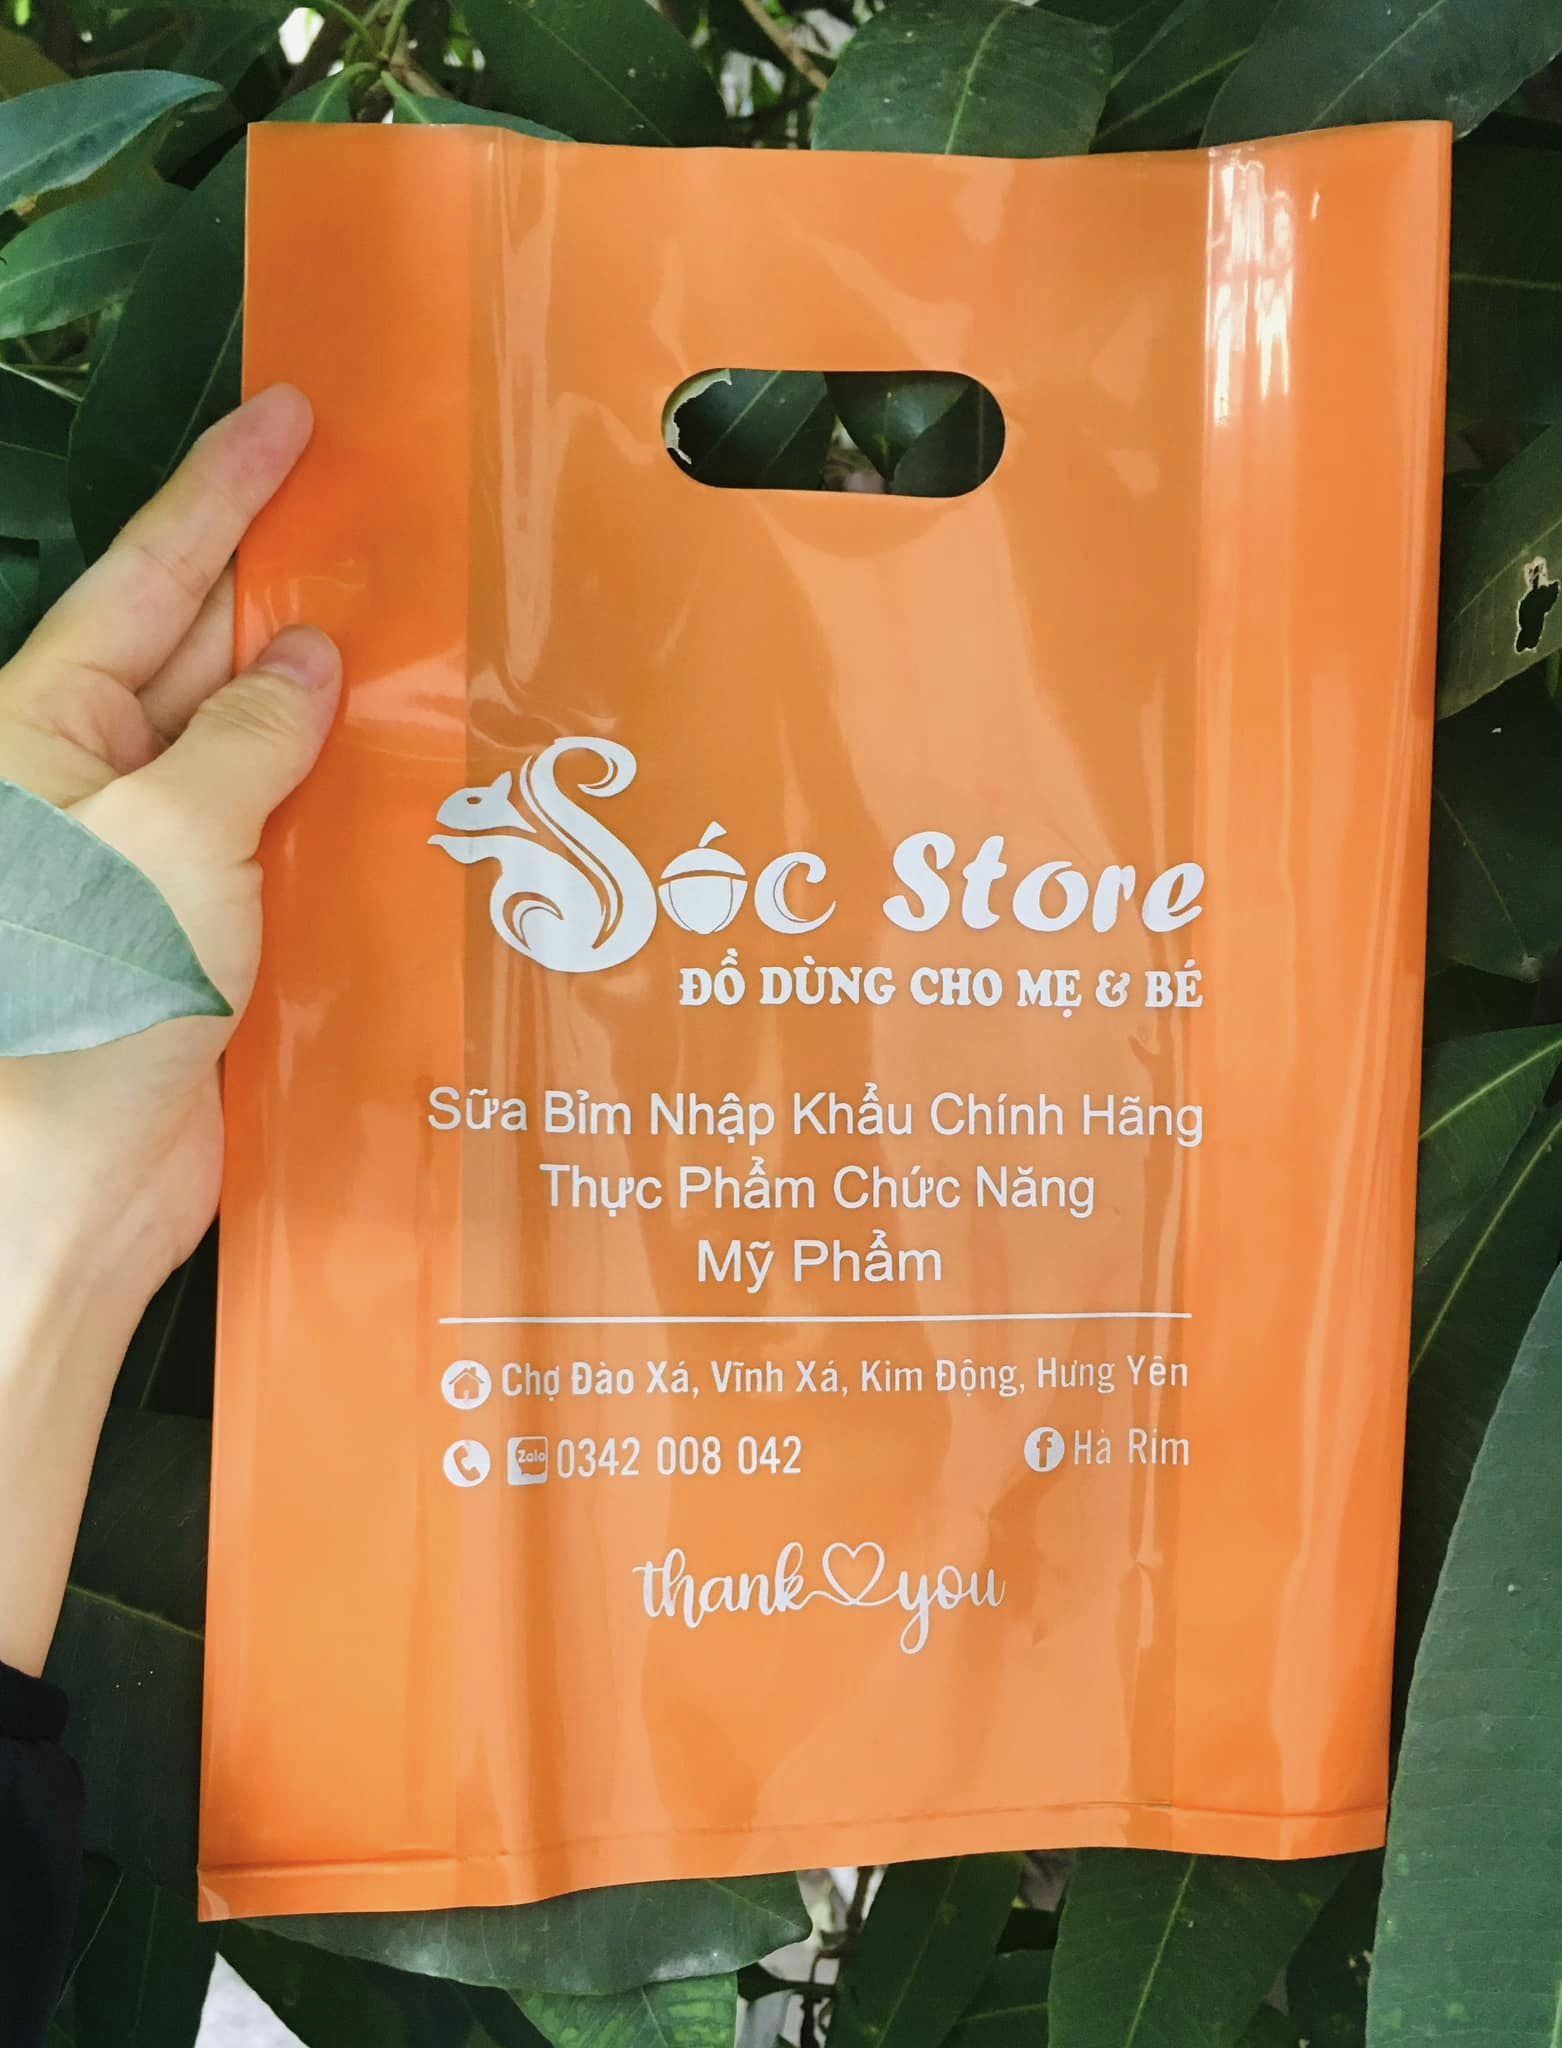 Sóc Store
ĐỒ DÙNG CHO MẸ & BÉ
Sữa Bỉm Nhập Khẩu Chính Hãng
Thực Phẩm Chức Năng
Mỹ Phẩm
Chợ Đào Xá, Vĩnh Xá, Kim Động, Hưng Yên
Zalo 0342 008 042 f Hà Rim
thank you